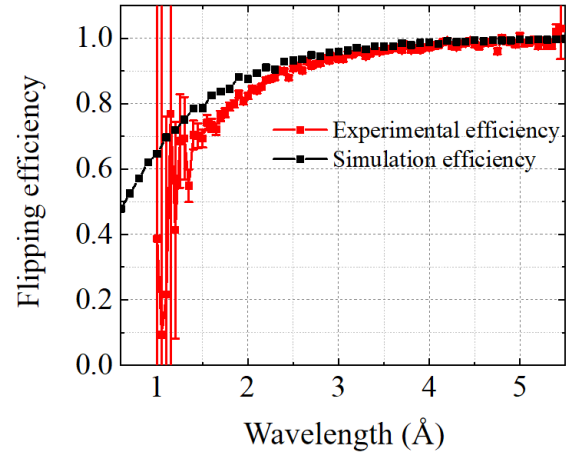 1.0
0.8
0.6
0.4
0.2
0.0
Flipping efficiency
Experimental efficiency
Simulation efficiency
1 2 3 4 5
Wavelength (Å)